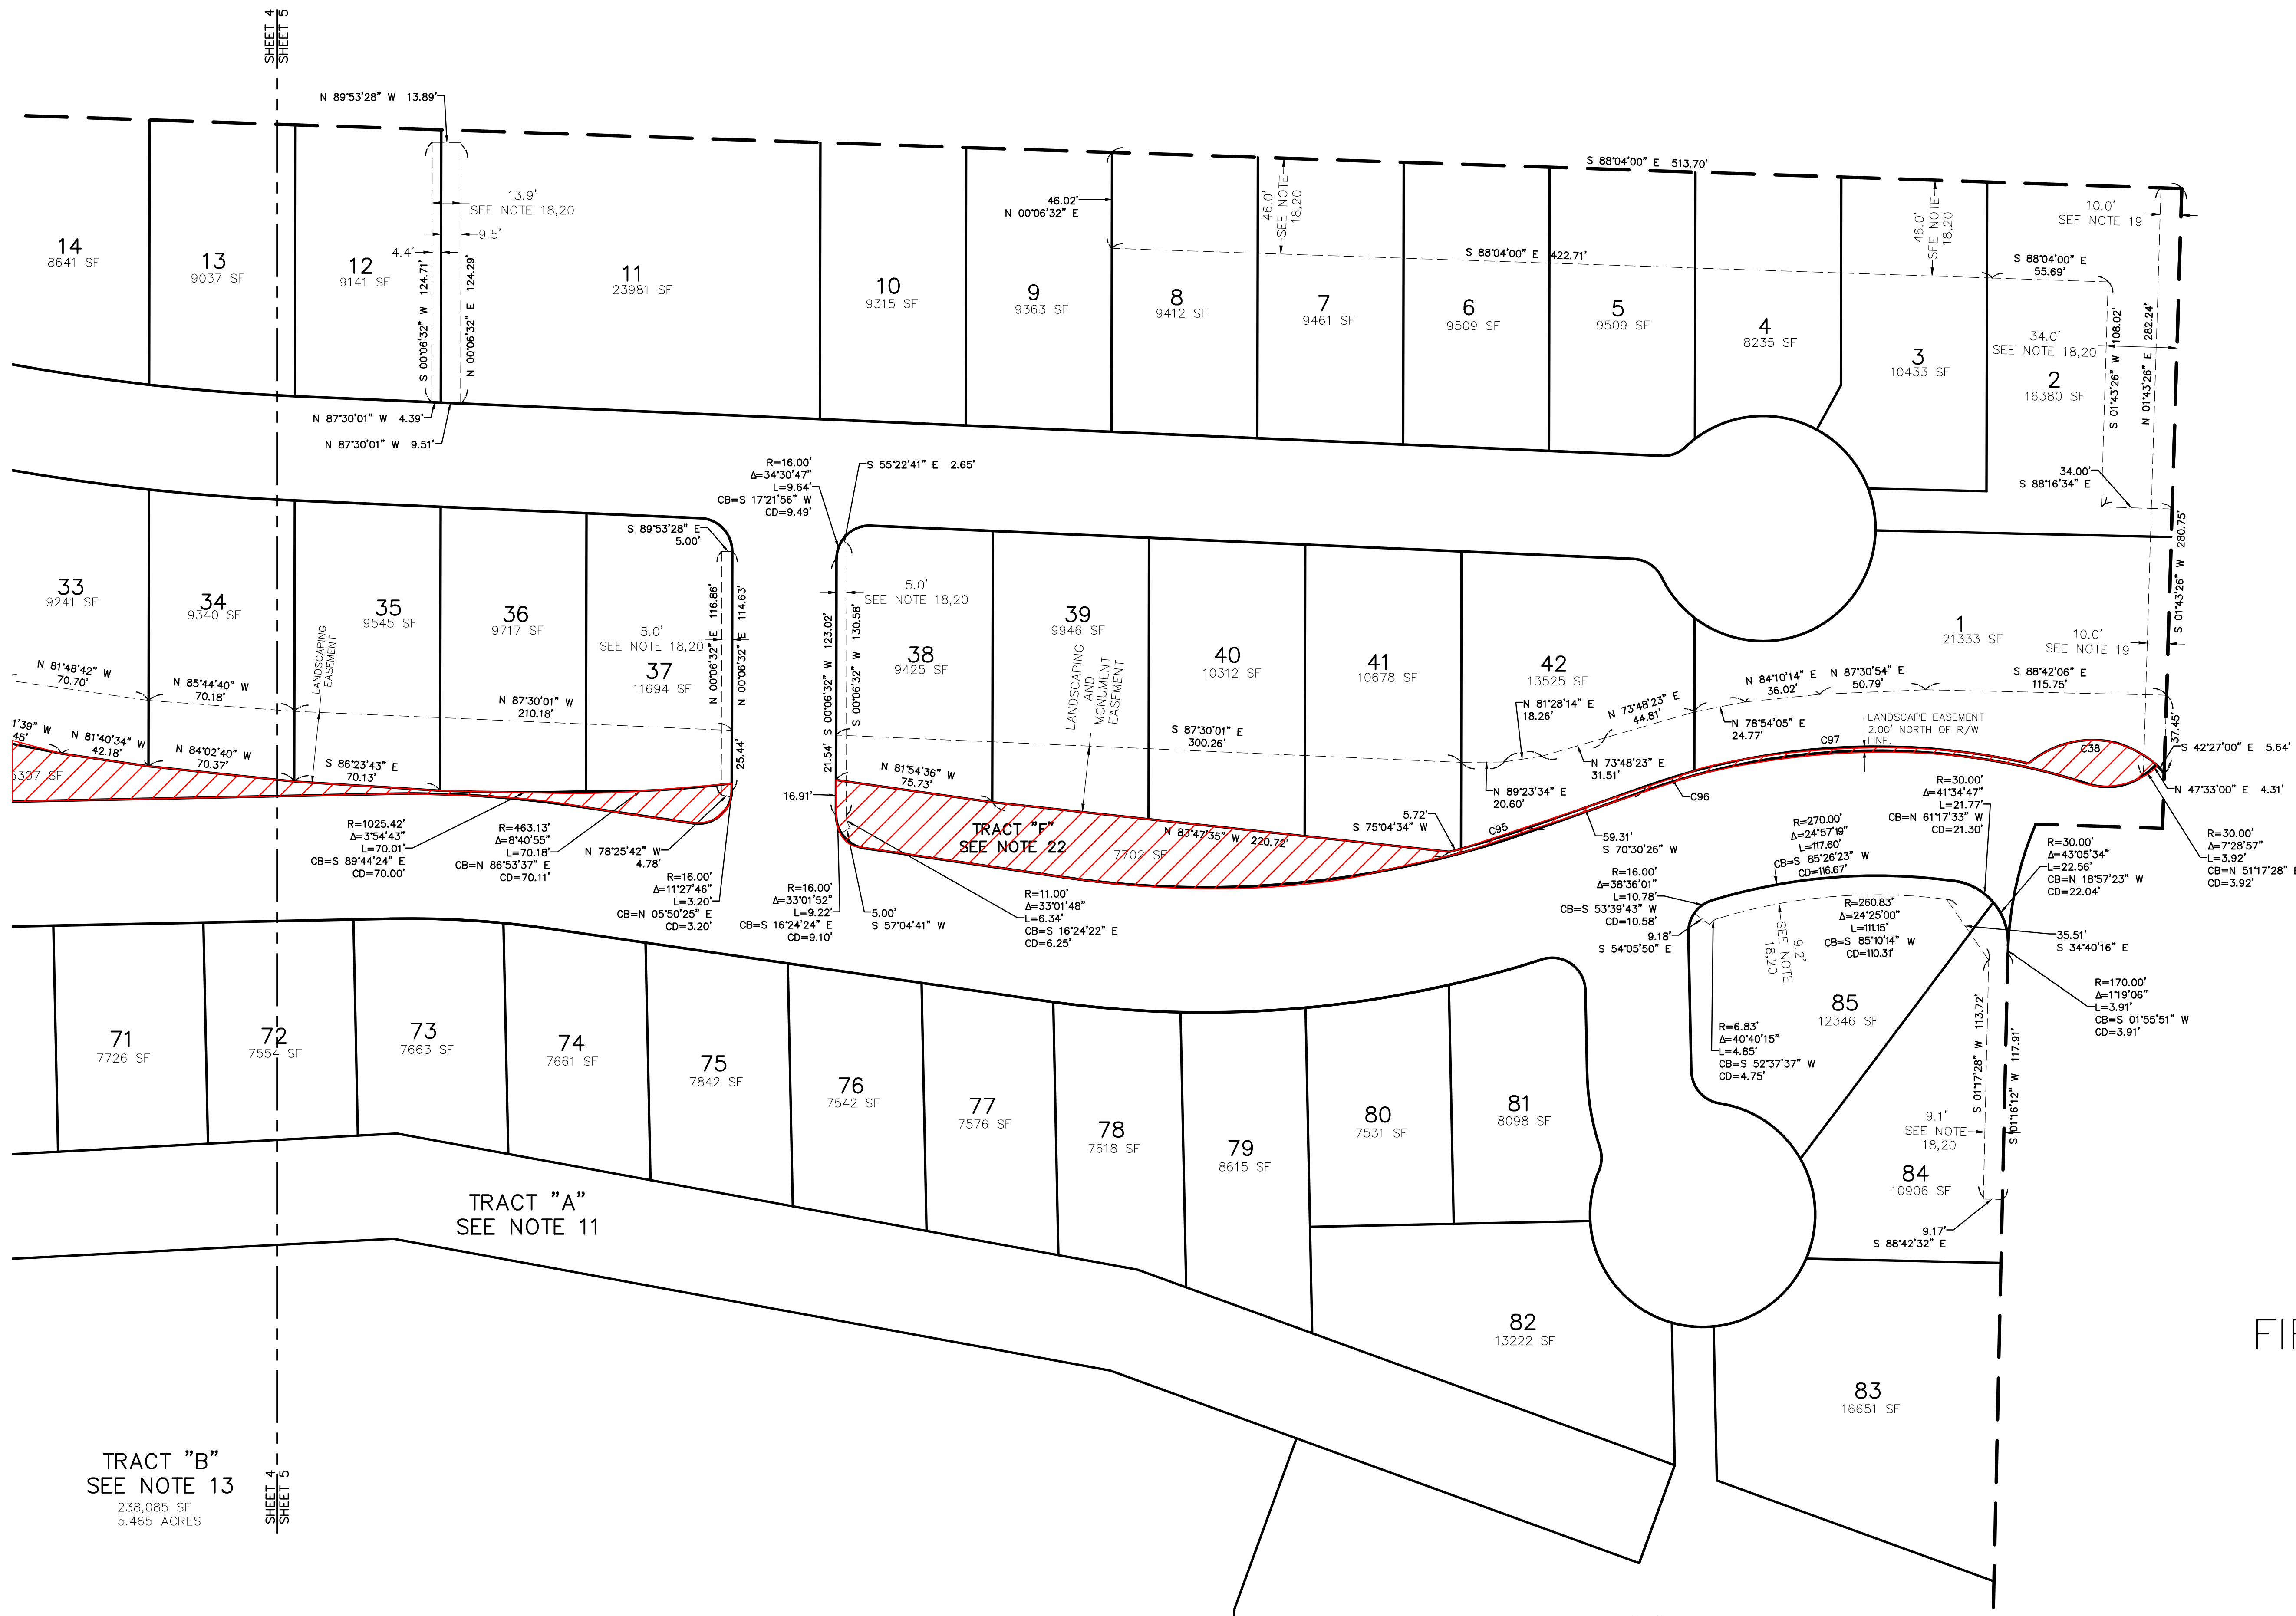 SHEET 4
SHEET 5
N 89°53'28" W 13.89'
S 88°04'00" E 513.70'
13.9'
SEE NOTE 18,20
9.5'
4.4'
S 00°06'32" W 124.71'
N 00°06'32" E 124.29'
46.02'
N 00°06'32" E
46.0'
SEE NOTE
18,20
S 88°04'00" E 422.71'
46.0'
SEE NOTE
18,20
10.0'
SEE NOTE 19
S 88°04'00" E
55.69'
34.0'
SEE NOTE 18,20
S 01°43'26" W 108.02'
N 01°43'26" E 282.24'
14
8641 SF
13
9037 SF
12
9141 SF
11
23981 SF
10
9315 SF
9
9363 SF
8
9412 SF
7
9461 SF
6
9509 SF
5
9509 SF
4
8235 SF
3
10433 SF
2
16380 SF
N 87°30'01" W 4.39'
N 87°30'01" W 9.51'
34.00'
S 88°16'34" E
S 01°43'26" W 280.75'
R=16.00'
Δ=34°30'47"
L=9.64'
CB=S 17°21'56" W
CD=9.49'
S 55°22'41" E 2.65'
S 89°53'28" E
5.00'
33
9241 SF
34
9340 SF
35
9545 SF
36
9717 SF
5.0'
SEE NOTE 18,20
37
11694 SF
N 00°06'32" E 116.86'
N 00°06'32" E 114.63'
25.44'
S 00°06'32" W 123.02'
S 00°06'32" W 130.58'
21.54'
16.91'
5.0'
SEE NOTE 18,20
38
9425 SF
39
9946 SF
LANDSCAPING
AND
MONUMENT
EASEMENT
40
10312 SF
41
10678 SF
42
13525 SF
1
21333 SF
10.0'
SEE NOTE 19
LANDSCAPING
EASEMENT
N 81°48'42" W
70.70'
N 85°44'40" W
70.18'
N 87°30'01" W
210.18'
1'39" W
45'
N 81°40'34" W
42.18'
N 84°02'40" W
70.37'
S 86°23'43" E
70.13'
5307 SF
S 87°30'01" E
300.26'
N 81°28'14" E
18.26'
N 73°48'23" E
44.81'
N 84°10'14" E
36.02'
N 87°30'54" E
50.79'
S 88°42'06" E
115.75'
N 78°54'05" E
24.77'
LANDSCAPE EASEMENT
2.00' NORTH OF R/W
LINE.
C97
C38
37.45'
S 42°27'00" E 5.64'
N 47°33'00" E 4.31'
N 73°48'23" E
31.51'
N 89°23'34" E
20.60'
C96
N 81°54'36" W
75.73'
TRACT "F"
SEE NOTE 22
7702 SF
N 83°47'35" W 220.72'
5.72'
S 75°04'34" W
C95
59.31'
S 70°30'26" W
R=1025.42'
Δ=3°54'43"
L=70.01'
CB=S 89°44'24" E
CD=70.00'
R=463.13'
Δ=8°40'55"
L=70.18'
CB=N 86°53'37" E
CD=70.11'
N 78°25'42" W
4.78'
R=16.00'
Δ=11°27'46"
L=3.20'
CB=N 05°50'25" E
CD=3.20'
R=16.00'
Δ=33°01'52"
L=9.22'
CB=S 16°24'24" E
CD=9.10'
5.00'
S 57°04'41" W
R=11.00'
Δ=33°01'48"
L=6.34'
CB=S 16°24'22" E
CD=6.25'
R=16.00'
Δ=38°36'01"
L=10.78'
CB=S 53°39'43" W
CD=10.58'
9.18'
S 54°05'50" E
R=270.00'
Δ=24°57'19"
L=117.60'
CB=S 85°26'23" W
CD=116.67'
R=30.00'
Δ=41°34'47"
L=21.77'
CB=N 61°17'33" W
CD=21.30'
R=30.00'
Δ=43°05'34"
L=22.56'
CB=N 18°57'23" W
CD=22.04'
R=30.00'
Δ=7°28'57"
L=3.92'
CB=N 51°17'28" E
CD=3.92'
9.2'
SEE NOTE
18,20
R=260.83'
Δ=24°25'00"
L=111.15'
CB=S 85°10'14" W
CD=110.31'
35.51'
S 34°40'16" E
R=170.00'
Δ=1°19'06"
L=3.91'
CB=S 01°55'51" W
CD=3.91'
R=6.83'
Δ=40°40'15"
L=4.85'
CB=S 52°37'37" W
CD=4.75'
85
12346 SF
S 01°17'28" W 113.72'
S 01°16'12" W 117.91'
9.1'
SEE NOTE
18,20
84
10906 SF
9.17'
S 88°42'32" E
71
7726 SF
72
7554 SF
73
7663 SF
74
7661 SF
75
7842 SF
76
7542 SF
77
7576 SF
78
7618 SF
79
8615 SF
80
7531 SF
81
8098 SF
TRACT "A"
SEE NOTE 11
82
13222 SF
83
16651 SF
FI
TRACT "B"
SEE NOTE 13
238,085 SF
5.465 ACRES
SHEET 4
SHEET 5